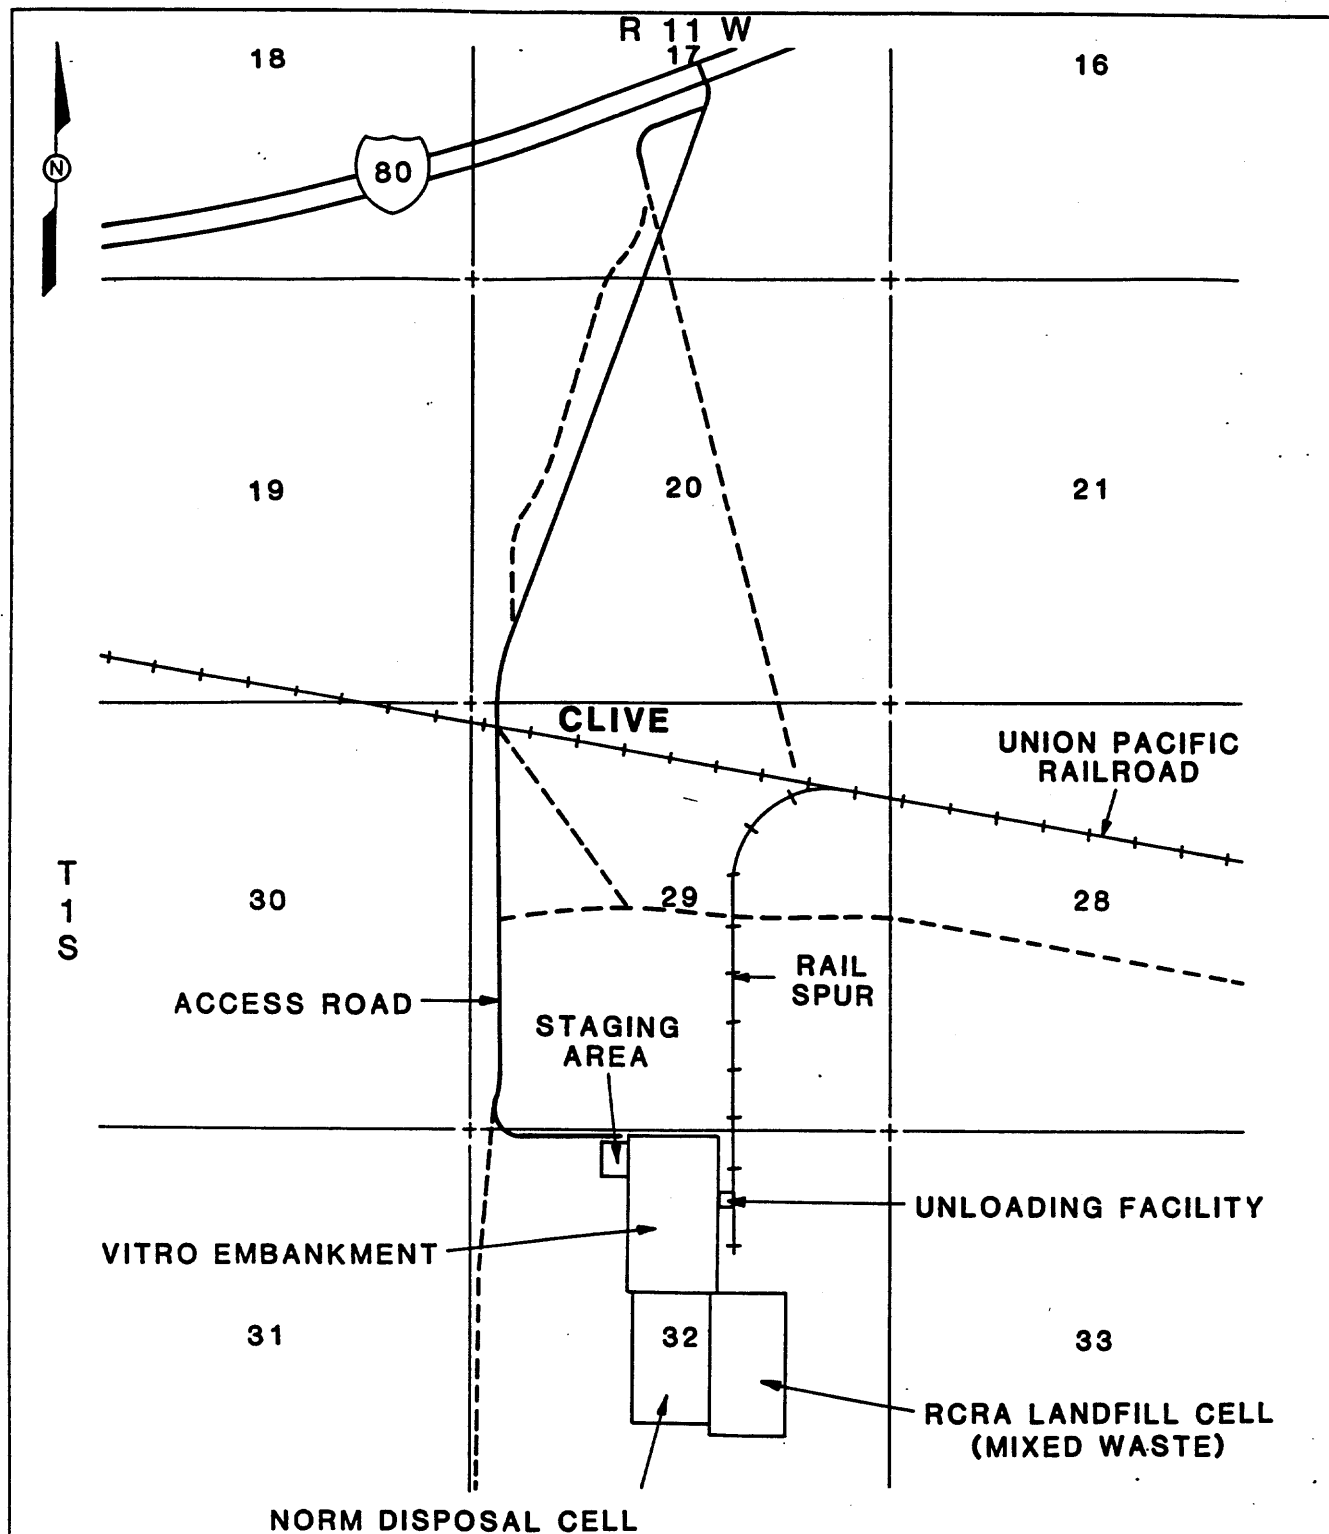 R 11 W
18
17
16
N
80
19
20
21
CLIVE
UNION PACIFIC
RAILROAD
T
1
S
30
29
28
RAIL
SPUR
ACCESS ROAD
STAGING
AREA
UNLOADING FACILITY
VITRO EMBANKMENT
31
32
33
RCRA LANDFILL CELL
(MIXED WASTE)
NORM DISPOSAL CELL